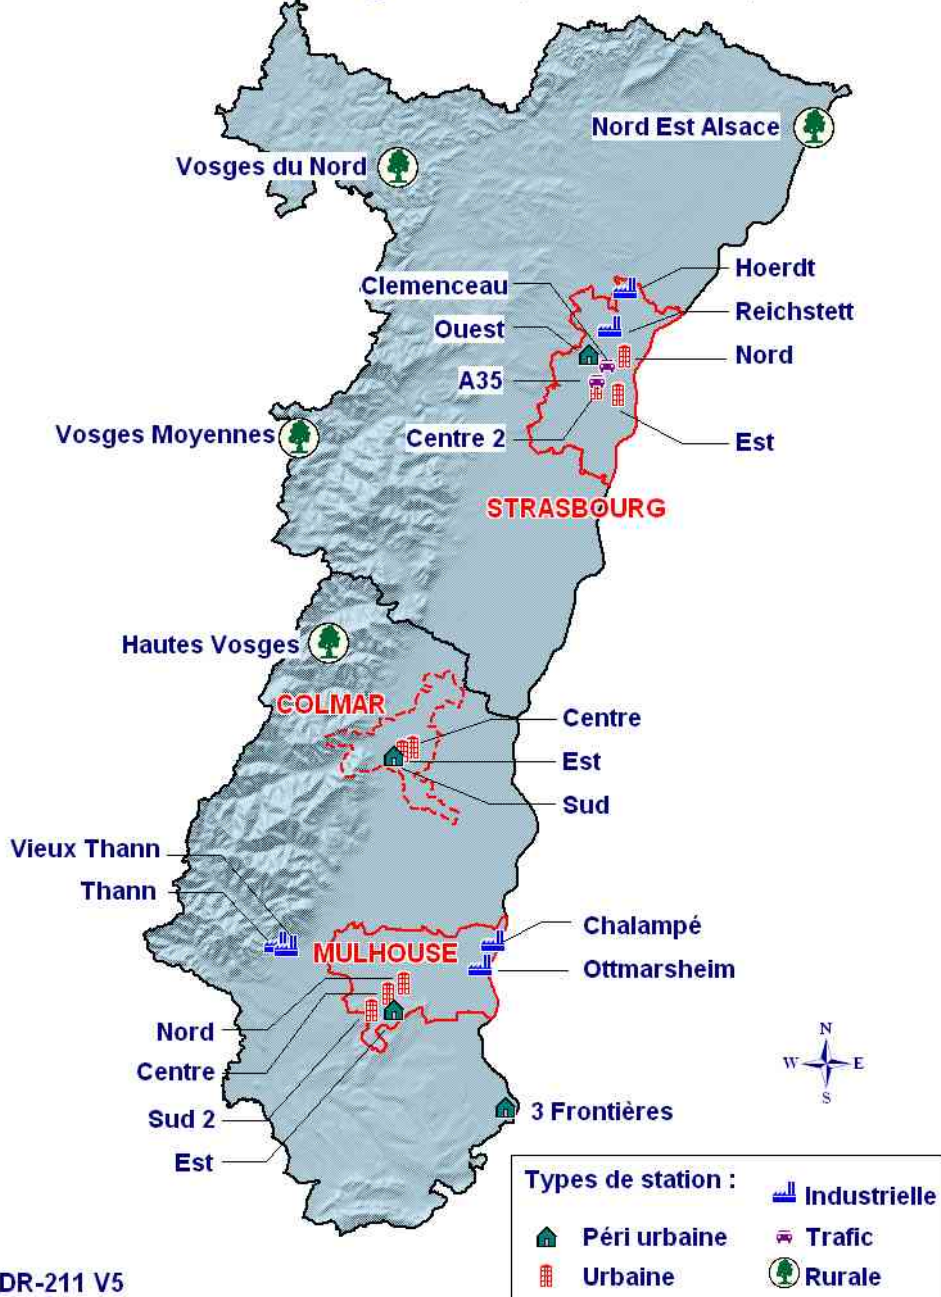 Nord Est Alsace
Vosges du Nord
Hoerdt
Clemenceau
Reichstett
Ouest
Nord
A35
Vosges Moyennes
Centre 2
Est
STRASBOURG
Hautes Vosges
COLMAR
Centre
Est
Sud
Vieux Thann
Thann
Chalampé
MULHOUSE
Ottmarsheim
Nord
Centre
Sud 2
Est
3 Frontières
N
W E
S
Types de station :
Industrielle
Péri urbaine
Trafic
Urbaine
Rurale
DR-211 V5